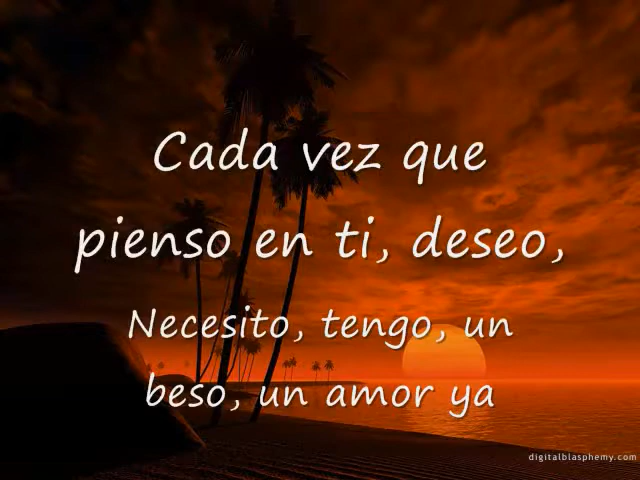 Cada vez que
pienso en ti, deseo,
Necesito, tengo, un
beso, un amor ya
digitalblasphemy.com